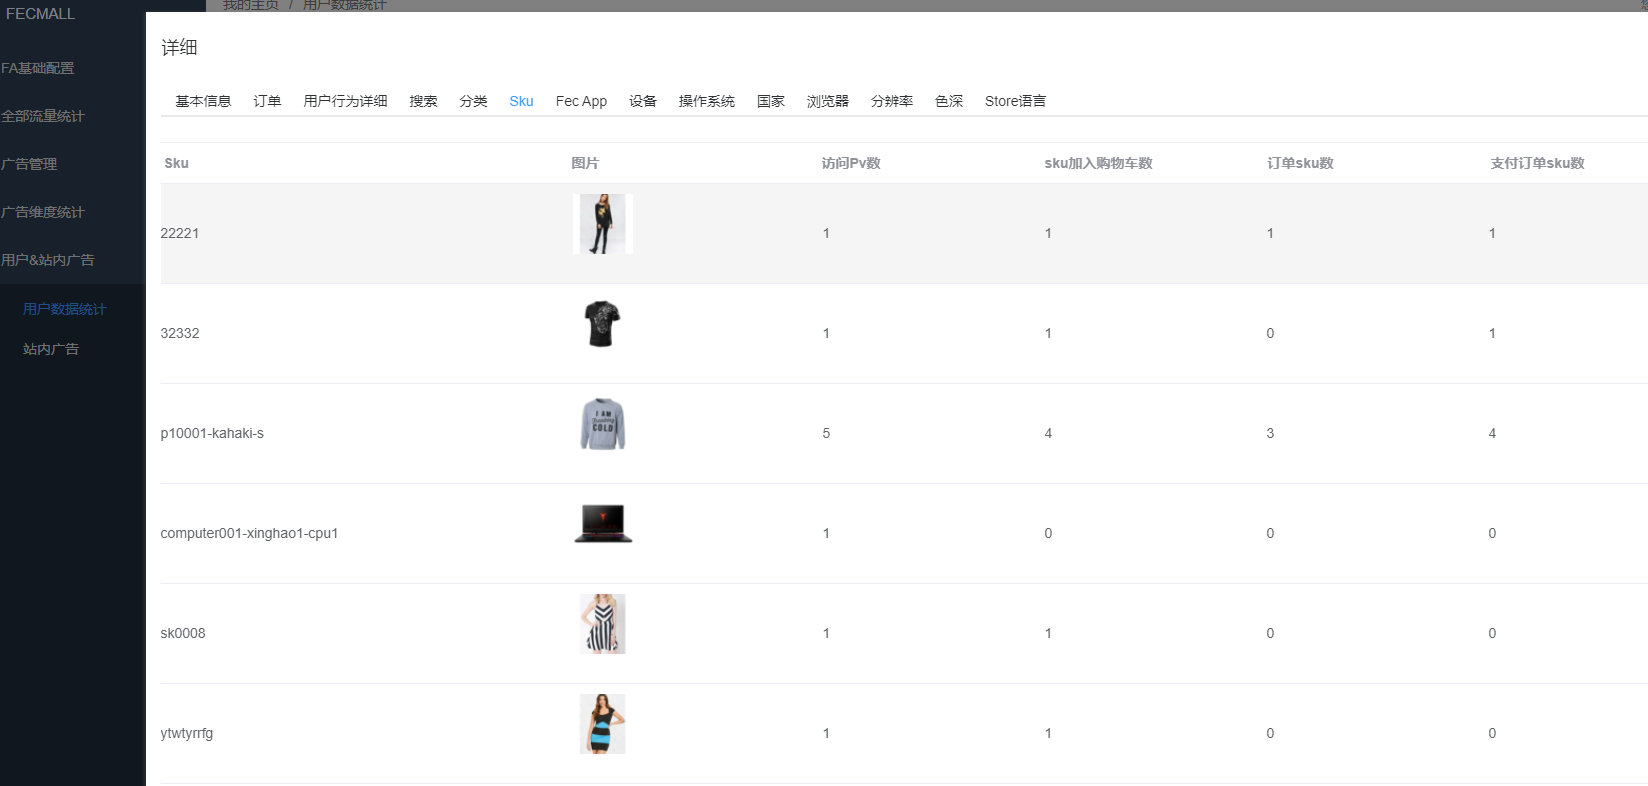 FECMALL
我的主页 / 用户数据统计
FA基础配置
全部流量统计
广告管理
广告维度统计
用户&站内广告
用户数据统计
站内广告
详细
基本信息 订单 用户行为详细 搜索 分类 Sku Fec App 设备 操作系统 国家 浏览器 分辨率 色深 Store语言
Sku 图片 访问Pv数 sku加入购物车数 订单sku数 支付订单sku数
22221 1 1 1 1
32332 1 1 0 1
p10001-kahaki-s 5 4 3 4
I AM
Freaking
COLD
computer001-xinghao1-cpu1 1 0 0 0
sk0008 1 1 0 0
ytwtyrrfg 1 1 0 0